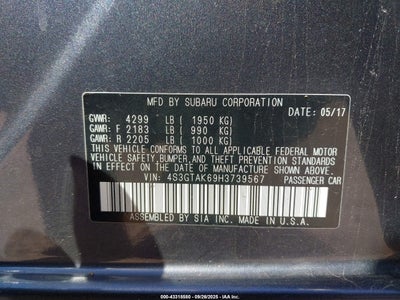 MFD BY SUBARU CORPORATION
DATE: 05/17
GVWR: 4299 LB ( 1950 KG)
GAWR: F 2183 LB ( 990 KG)
GAWR: R 2205 LB ( 1000 KG)
THIS VEHICLE CONFORMS TO ALL APPLICABLE FEDERAL MOTOR
VEHICLE SAFETY, BUMPER, AND THEFT PREVENTION STANDARDS
IN EFFECT ON THE DATE OF MANUFACTURE SHOWN ABOVE.
VIN: 4S3GTAK69H3739567
PASSENGER CAR
ASSEMBLED BY SIA INC. MADE IN U.S.A.
000-43318580 - (09/26/2025) - IAA Inc.